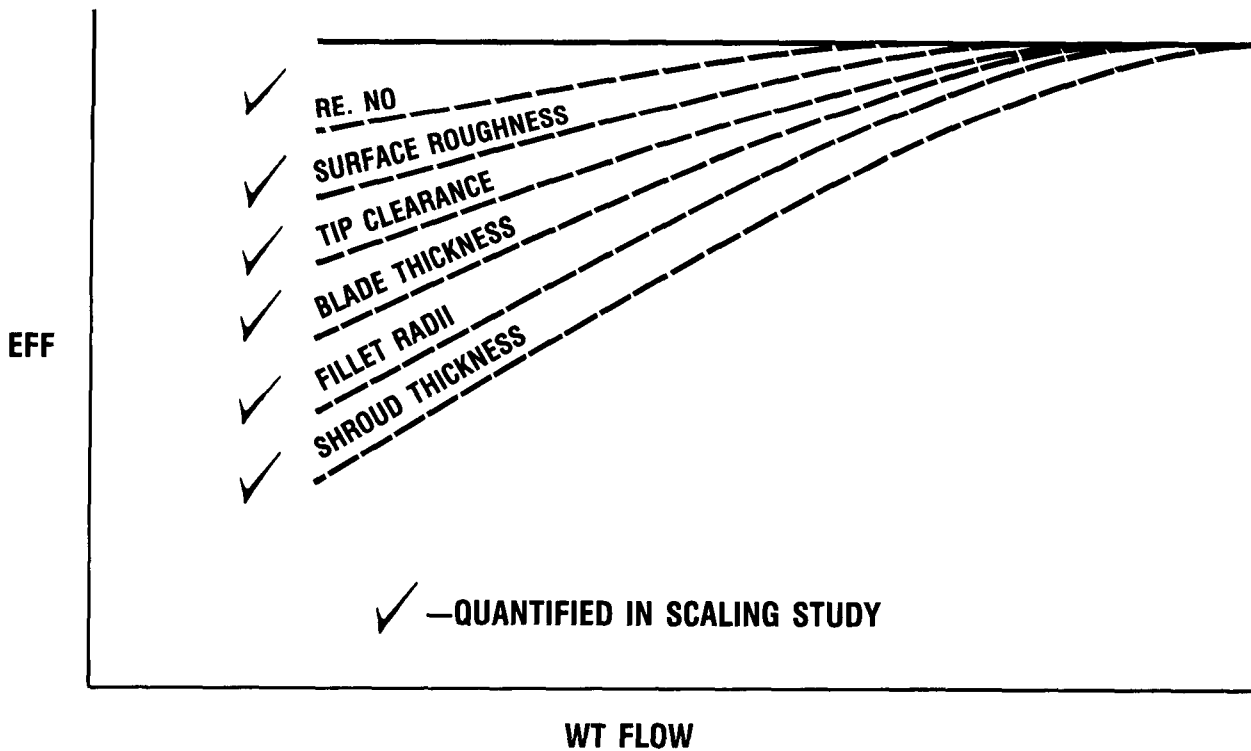 RE. NO
SURFACE ROUGHNESS
TIP CLEARANCE
BLADE THICKNESS
FILLET RADII
SHROUD THICKNESS
EFF
✓ —QUANTIFIED IN SCALING STUDY
WT FLOW